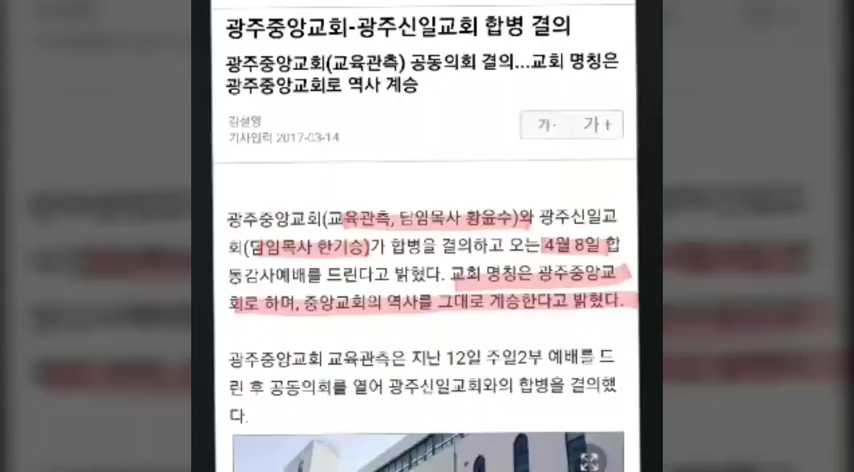 광주중앙교회-광주신일교회 합병 결의
광주중앙교회(교육관측) 공동의회 결의...교회 명칭은
광주중앙교회로 역사 계승
김설영
기사입력 2017-03-14
가- 가+
광주중앙교회(교육관측, 담임목사 황윤수)와 광주신일교
회(담임목사 한기승)가 합병을 결의하고 오는 4월 8일 합
동감사예배를 드린다고 밝혔다. 교회 명칭은 광주중앙교
회로 하며, 중앙교회의 역사를 그대로 계승한다고 밝혔다.
광주중앙교회 교육관측은 지난 12일 주일2부 예배를 드
린 후 공동의회를 열어 광주신일교회와의 합병을 결의했
다.